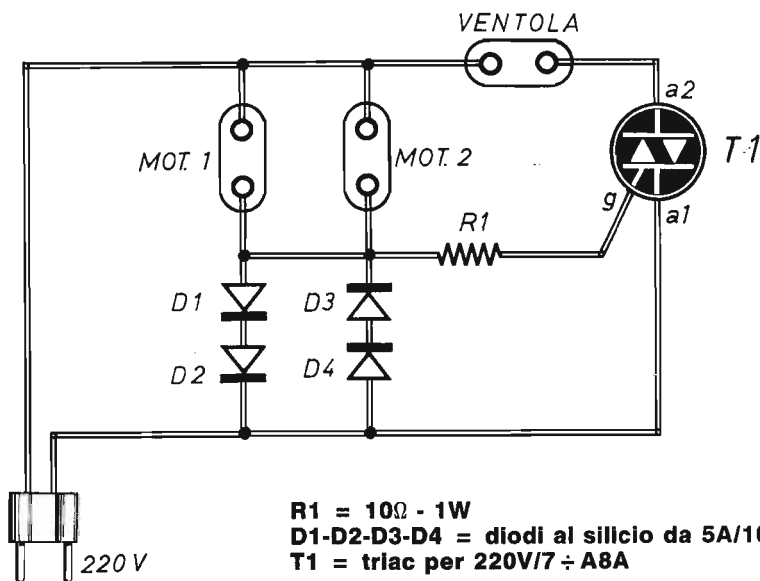 VENTOLA
a2
MOT. 1
MOT. 2
T1
g
a1
R1
D1
D3
D2
D4
R1 = 10Ω - 1W
D1-D2-D3-D4 = diodi al silicio da 5A/10
T1 = triac per 220V/7 ÷ A8A
220 V